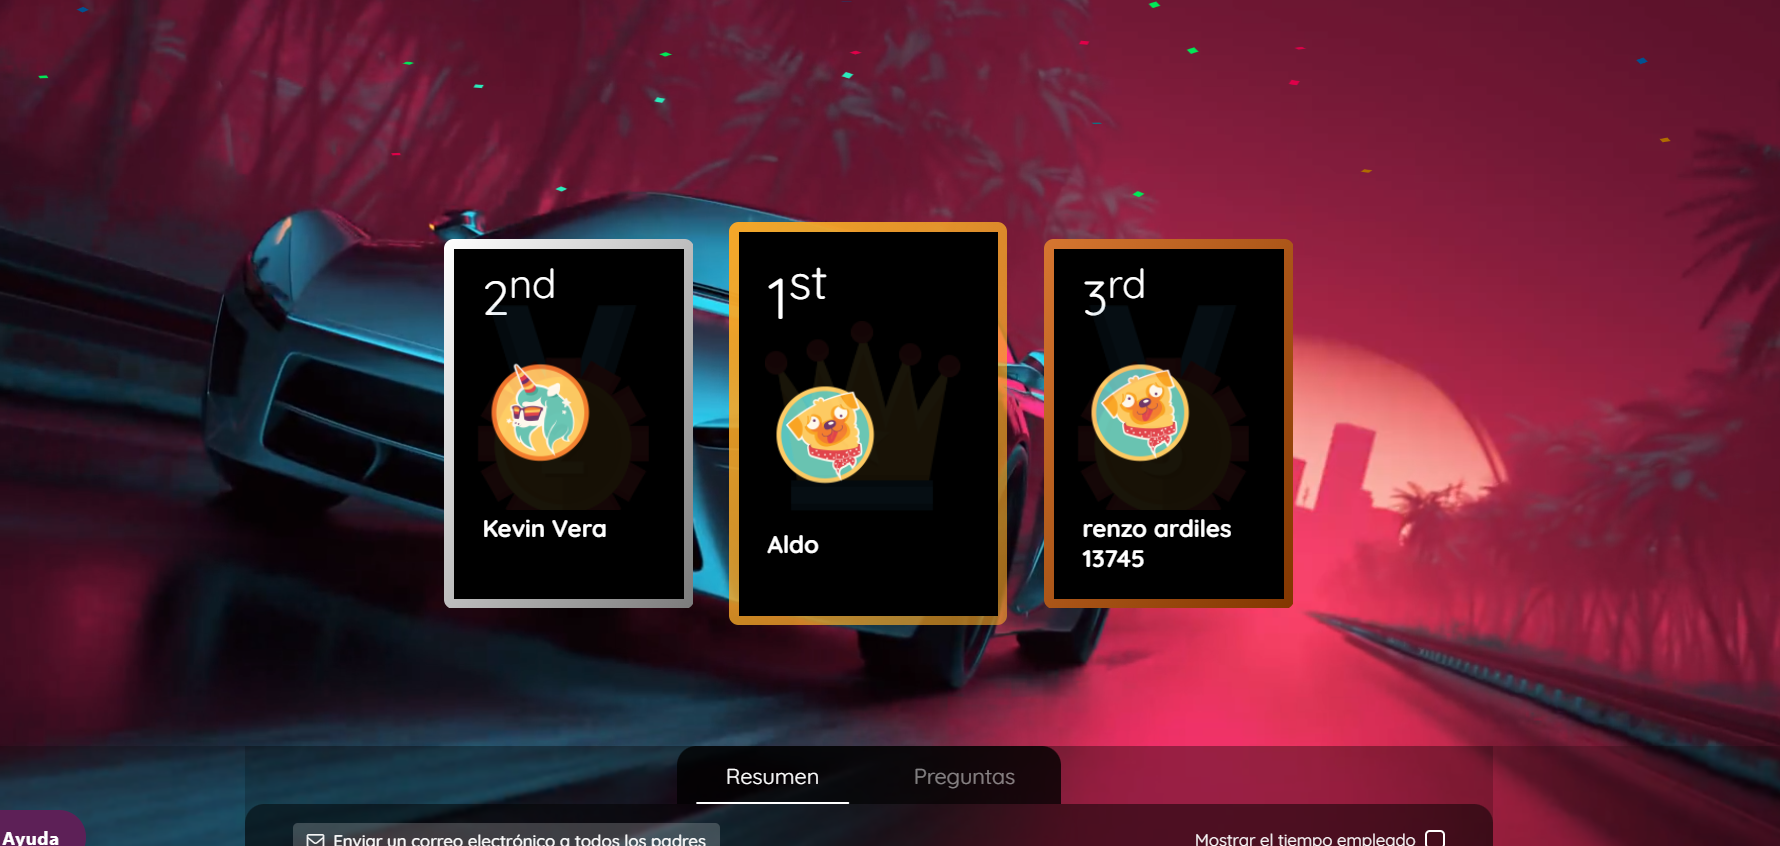 2nd
Kevin Vera
1st
Aldo
3rd
renzo ardiles
13745
Resumen
Preguntas
Ayuda
Enviar un correo electrónico a todos los padres
Mostrar el tiempo empleado